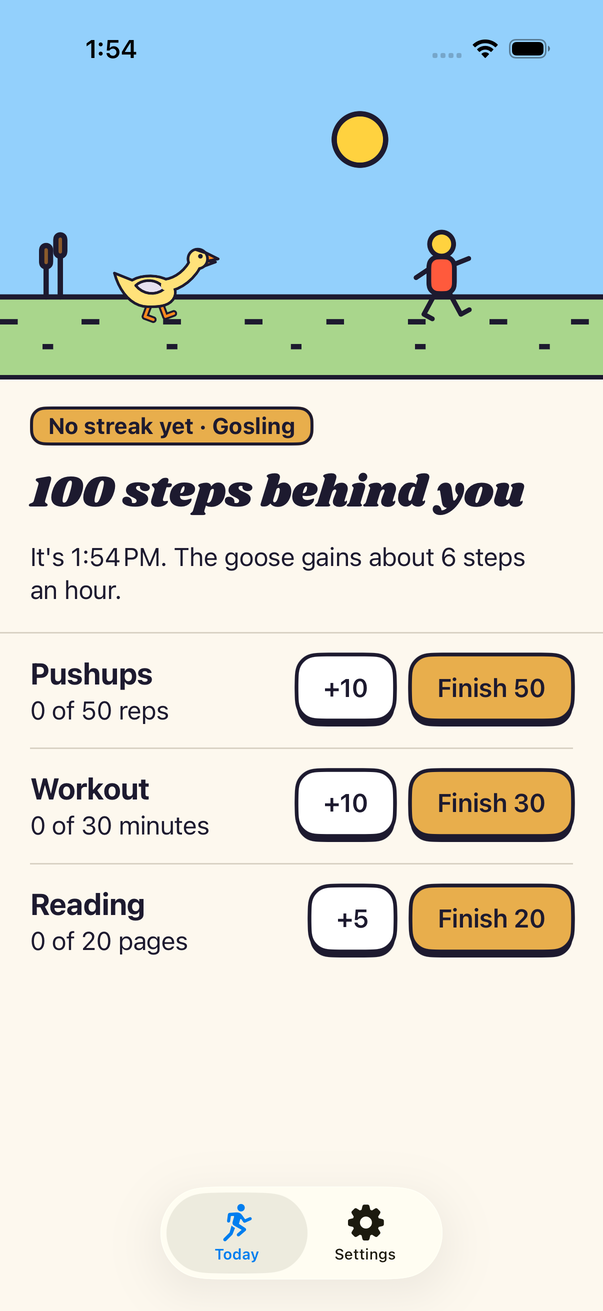 1:54
No streak yet · Gosling
100 steps behind you
It's 1:54 PM. The goose gains about 6 steps
an hour.
Pushups
0 of 50 reps
+10
Finish 50
Workout
0 of 30 minutes
+10
Finish 30
Reading
0 of 20 pages
+5
Finish 20
Today
Settings